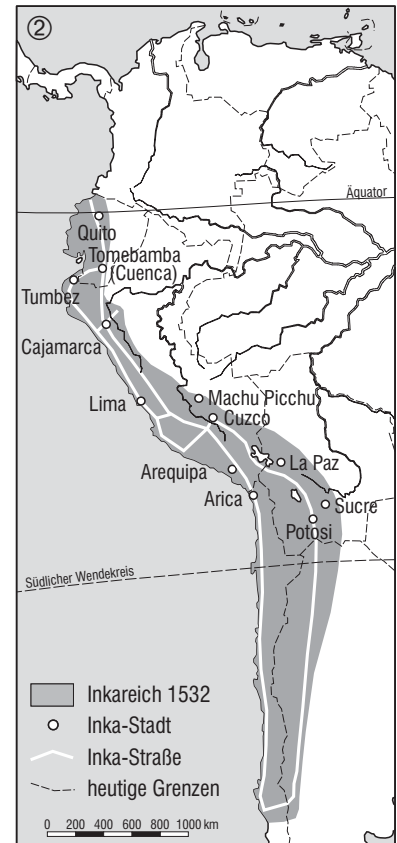 ②
Äquator
Quito
Tomebamba
(Cuenca)
Tumbez
Cajamarca
Machu Picchu
Lima
Cuzco
La Paz
Arequipa
Arica
Sucre
Potosi
Südlicher Wendekreis
Inkareich 1532
Inka-Stadt
Inka-Straße
heutige Grenzen
0 200 400 600 800 1000 km